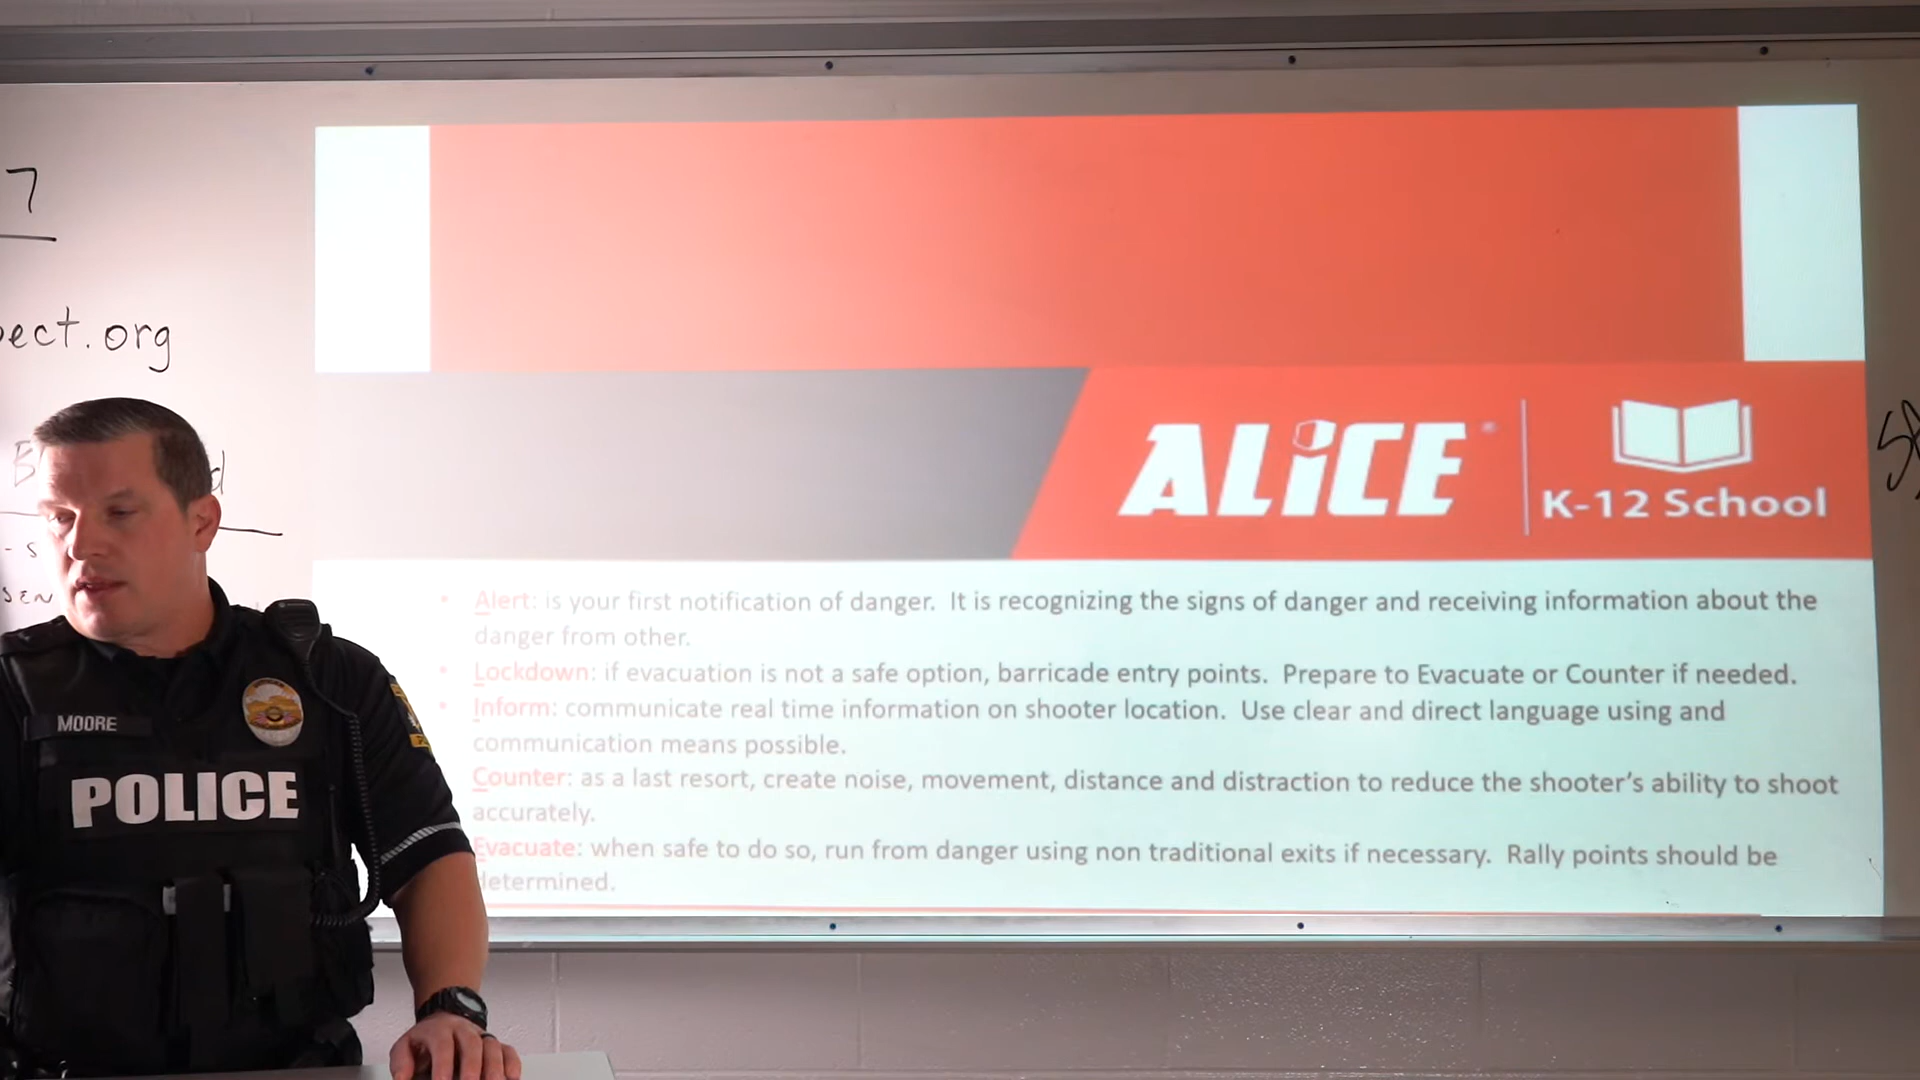 7
ect.org
ALiCE
K-12 School
• Alert: is your first notification of danger. It is recognizing the signs of danger and receiving information about the
danger from other.
• Lockdown: if evacuation is not a safe option, barricade entry points. Prepare to Evacuate or Counter if needed.
• Inform: communicate real time information on shooter location. Use clear and direct language using and
communication means possible.
Counter: as a last resort, create noise, movement, distance and distraction to reduce the shooter's ability to shoot
accurately.
Evacuate: when safe to do so, run from danger using non traditional exits if necessary. Rally points should be
determined.
MOORE
POLICE